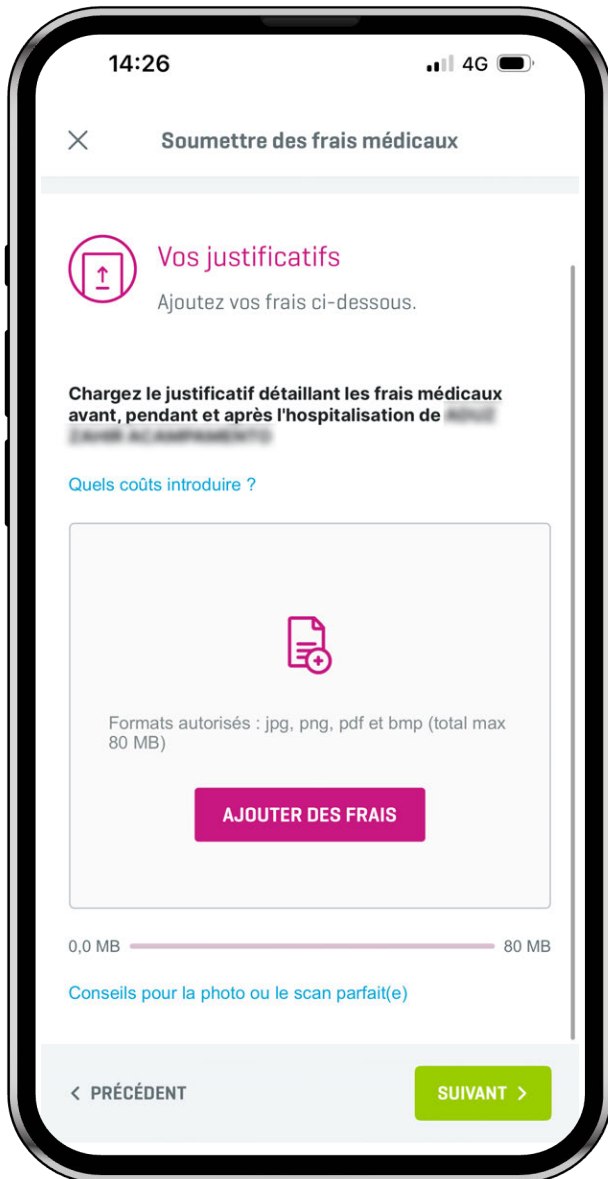 14:26
4G
Soumettre des frais médicaux
Vos justificatifs
Ajoutez vos frais ci-dessous.
Chargez le justificatif détaillant les frais médicaux
avant, pendant et après l'hospitalisation de
Quels coûts introduire ?
Formats autorisés : jpg, png, pdf et bmp (total max
80 MB)
AJOUTER DES FRAIS
0,0 MB 80 MB
Conseils pour la photo ou le scan parfait(e)
< PRÉCÉDENT
SUIVANT >